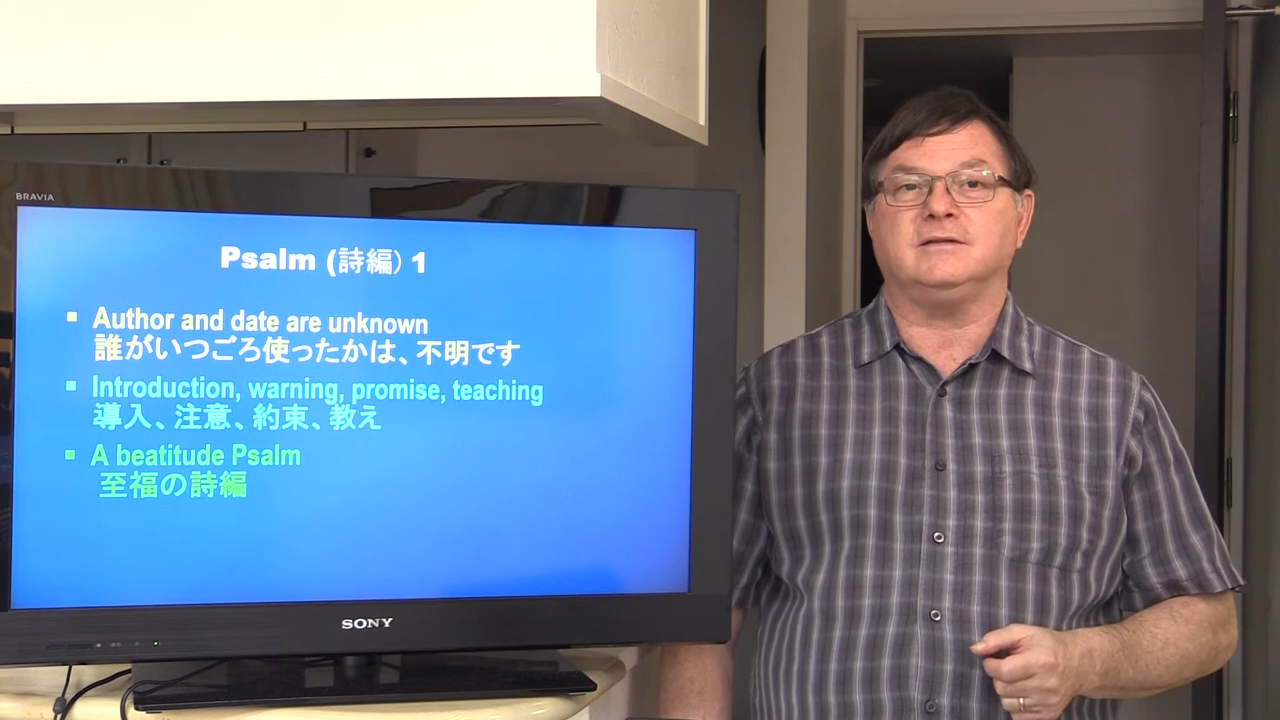 BRAVIA
Psalm (詩編) 1
Author and date are unknown
誰がいつごろ使ったかは、不明です
Introduction, warning, promise, teaching
導入、注意、約束、教え
A beatitude Psalm
至福の詩編
SONY